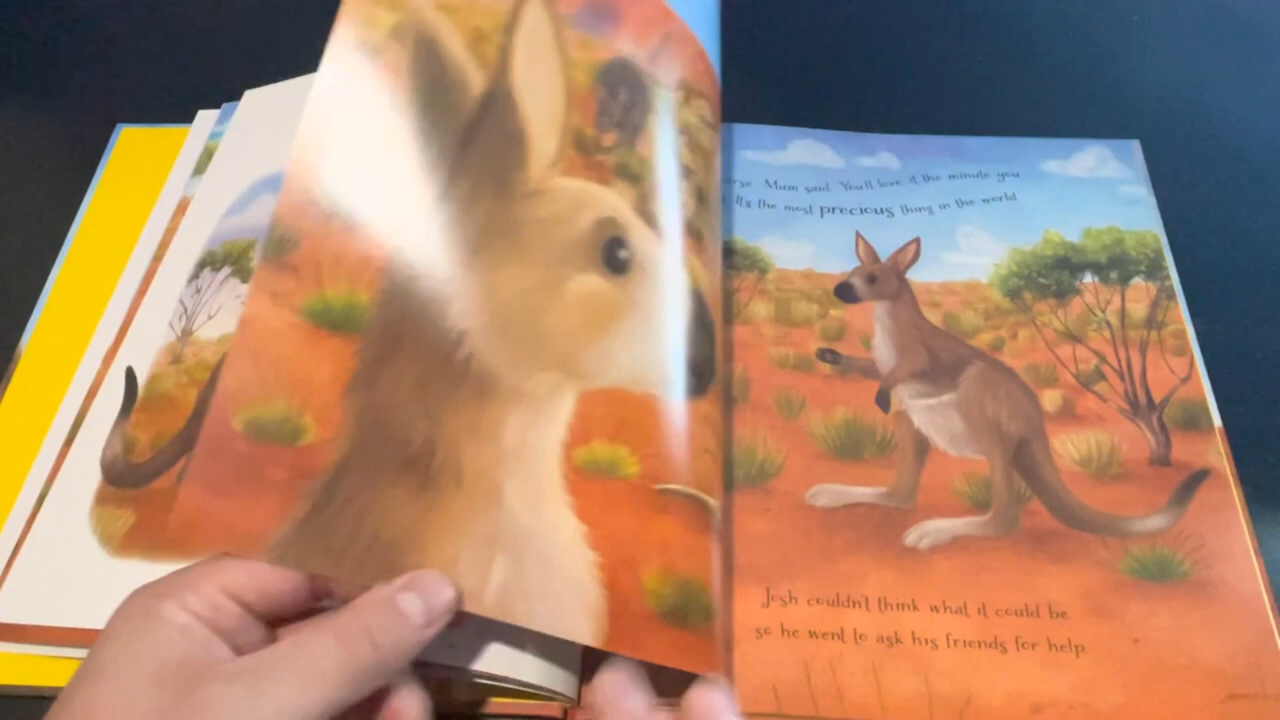 Mum said. You'll love it the minute you
It's the most precious thing in the world.
Josh couldn't think what it could be
so he went to ask his friends for help.